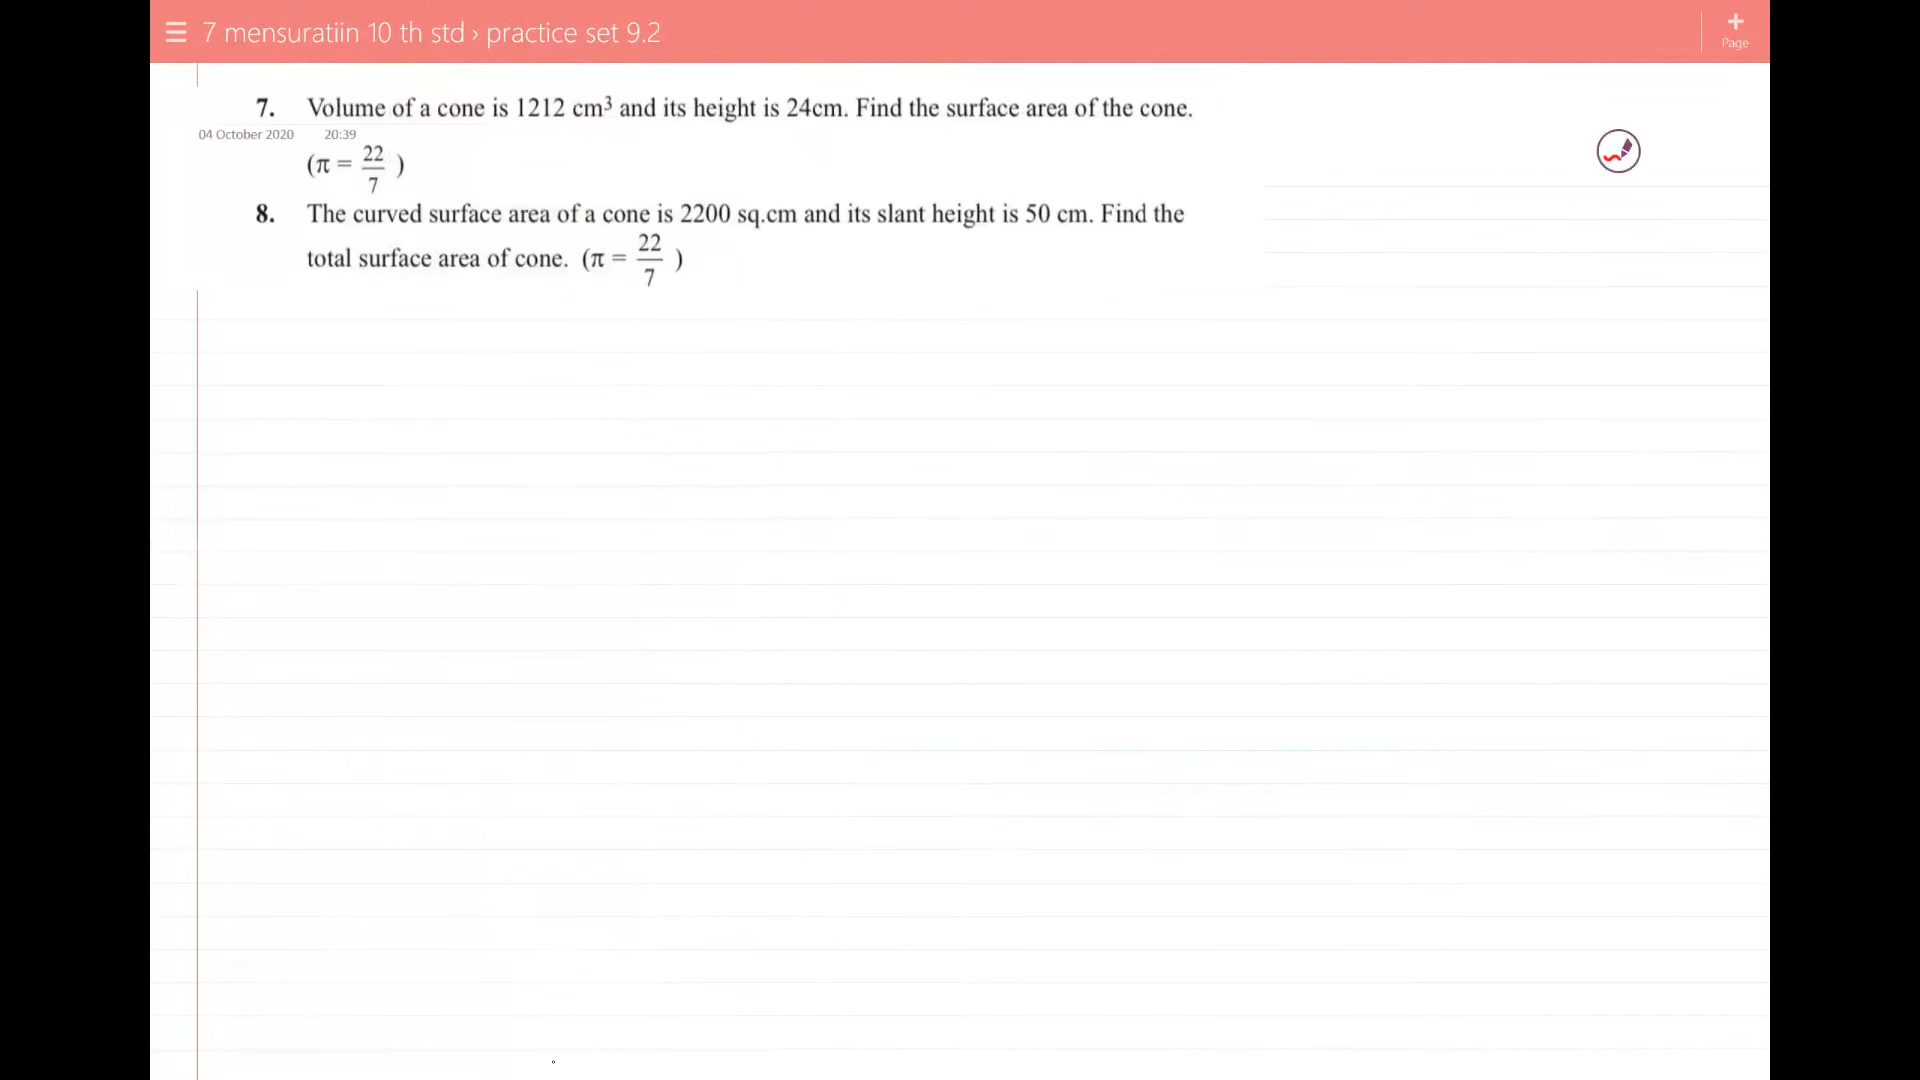 7 mensuratiin 10 th std › practice set 9.2
+
Page
7. Volume of a cone is 1212 cm³ and its height is 24cm. Find the surface area of the cone.
04 October 2020 20:39
(π = 22/7 )
8. The curved surface area of a cone is 2200 sq.cm and its slant height is 50 cm. Find the
total surface area of cone. (π = 22/7 )